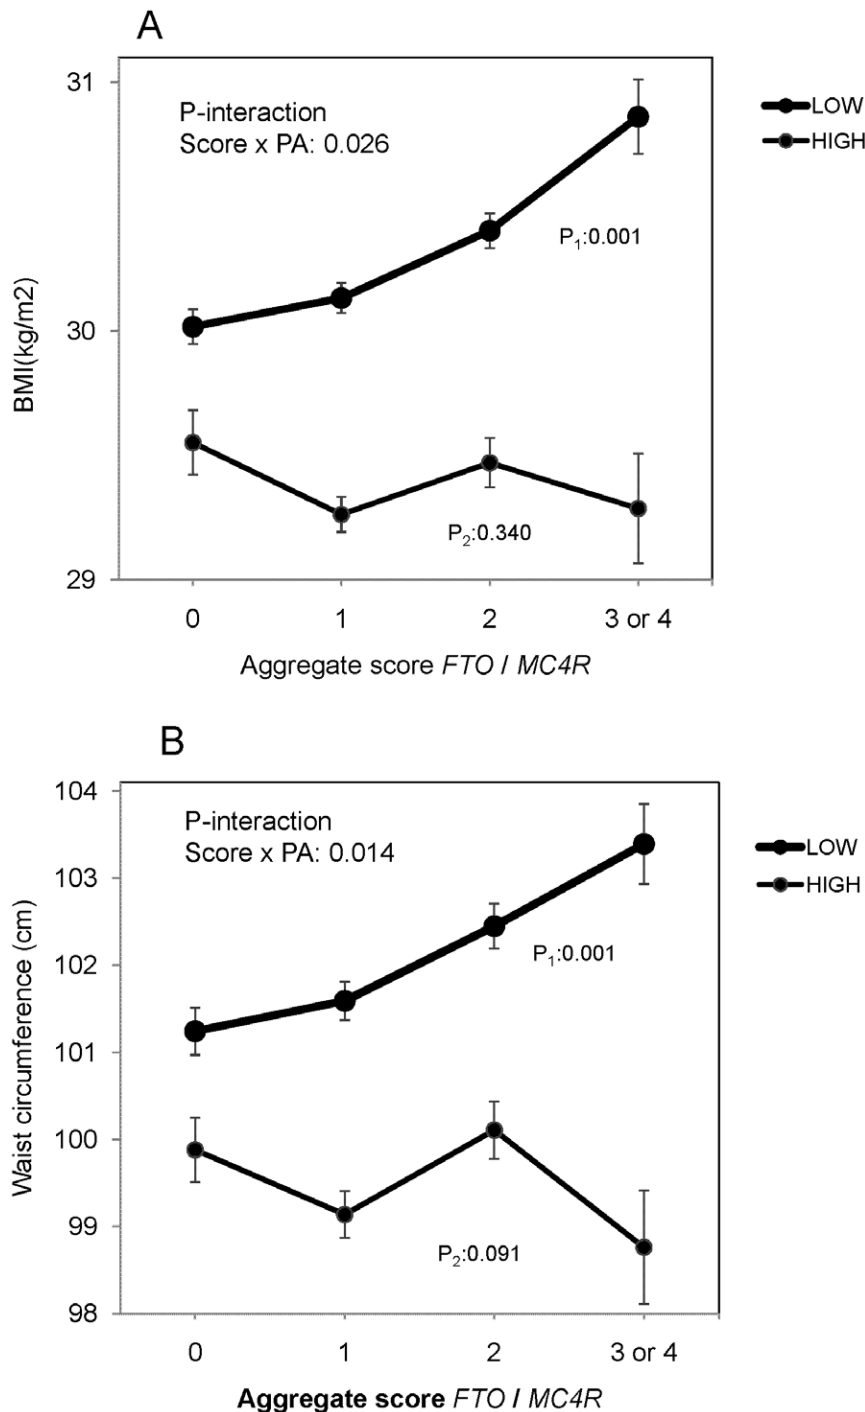 A
31
30
29
BMI(kg/m2)
P-interaction
Score x PA: 0.026
P₁:0.001
P₂:0.340
LOW
HIGH
0 1 2 3 or 4
Aggregate score FTO / MC4R
B
104
103
102
101
100
99
98
Waist circumference (cm)
P-interaction
Score x PA: 0.014
P₁:0.001
P₂:0.091
LOW
HIGH
0 1 2 3 or 4
Aggregate score FTO / MC4R